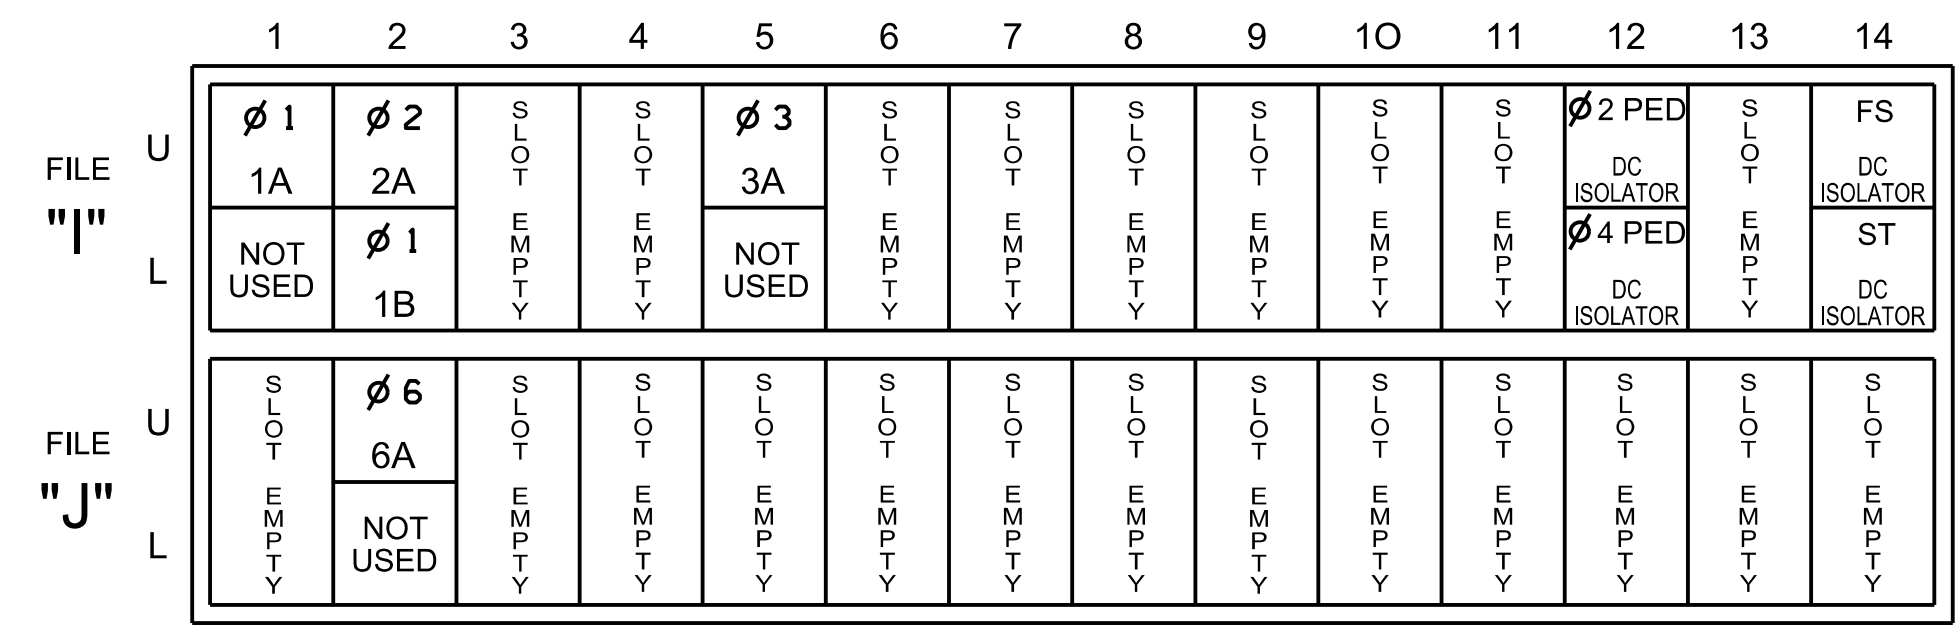 1 2 3 4 5 6 7 8 9 10 11 12 13 14
FILE "I"
U
L
Ø 1
1A
NOT
USED
Ø 2
2A
Ø 1
1B
SLOT EMPTY
SLOT EMPTY
Ø 3
3A
NOT
USED
SLOT EMPTY
SLOT EMPTY
SLOT EMPTY
SLOT EMPTY
SLOT EMPTY
SLOT EMPTY
Ø 2 PED
DC
ISOLATOR
Ø 4 PED
DC
ISOLATOR
SLOT EMPTY
FS
DC
ISOLATOR
ST
DC
ISOLATOR
FILE "J"
U
L
SLOT EMPTY
Ø 6
6A
NOT
USED
SLOT EMPTY
SLOT EMPTY
SLOT EMPTY
SLOT EMPTY
SLOT EMPTY
SLOT EMPTY
SLOT EMPTY
SLOT EMPTY
SLOT EMPTY
SLOT EMPTY
SLOT EMPTY
SLOT EMPTY